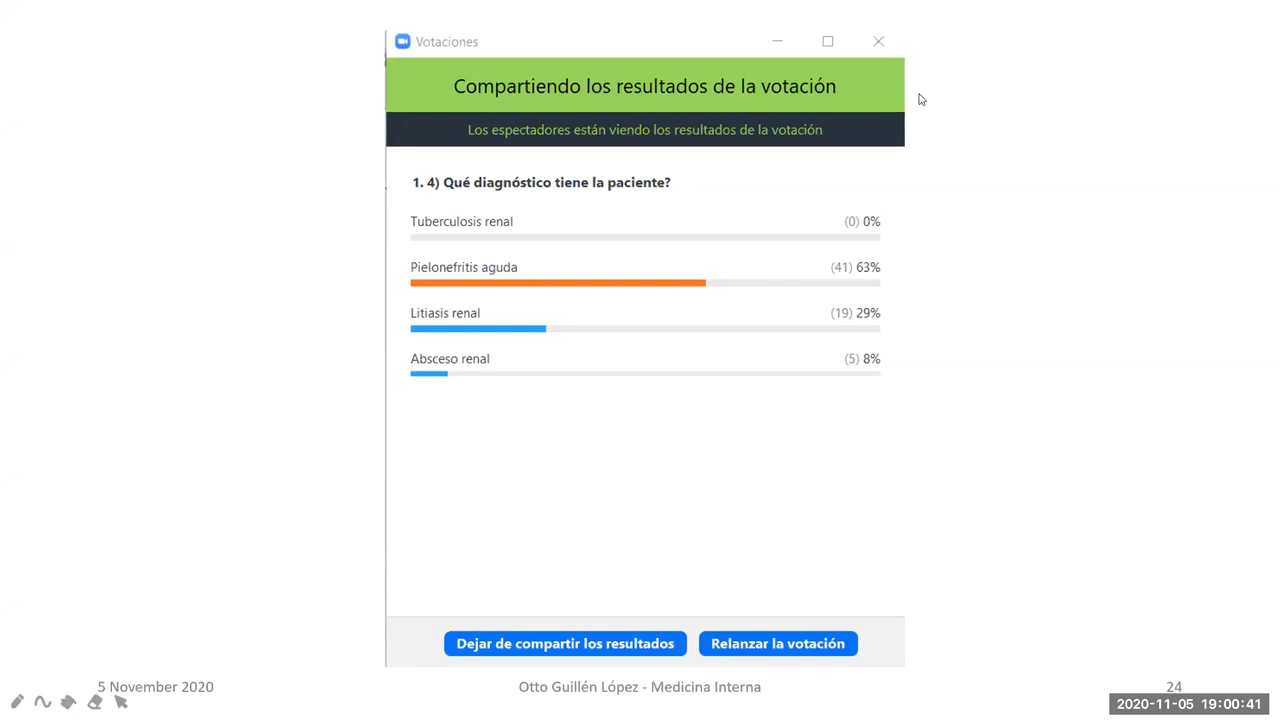 Votaciones
Compartiendo los resultados de la votación
Los espectadores están viendo los resultados de la votación
1. 4) Qué diagnóstico tiene la paciente?
Tuberculosis renal (0) 0%
Pielonefritis aguda (41) 63%
Litiasis renal (19) 29%
Absceso renal (5) 8%
Dejar de compartir los resultados Relanzar la votación
5 November 2020 Otto Guillén López - Medicina Interna 24
2020-11-05 19:00:41